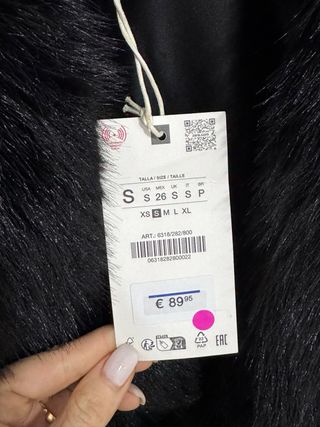 TALLA / SIZE / TAILLE
USA MEX UK IT BR
S S 26 S S P
XS S M L XL
ART.: 6318/282/800
06318282800022
€ 89,95
PAP
EAC